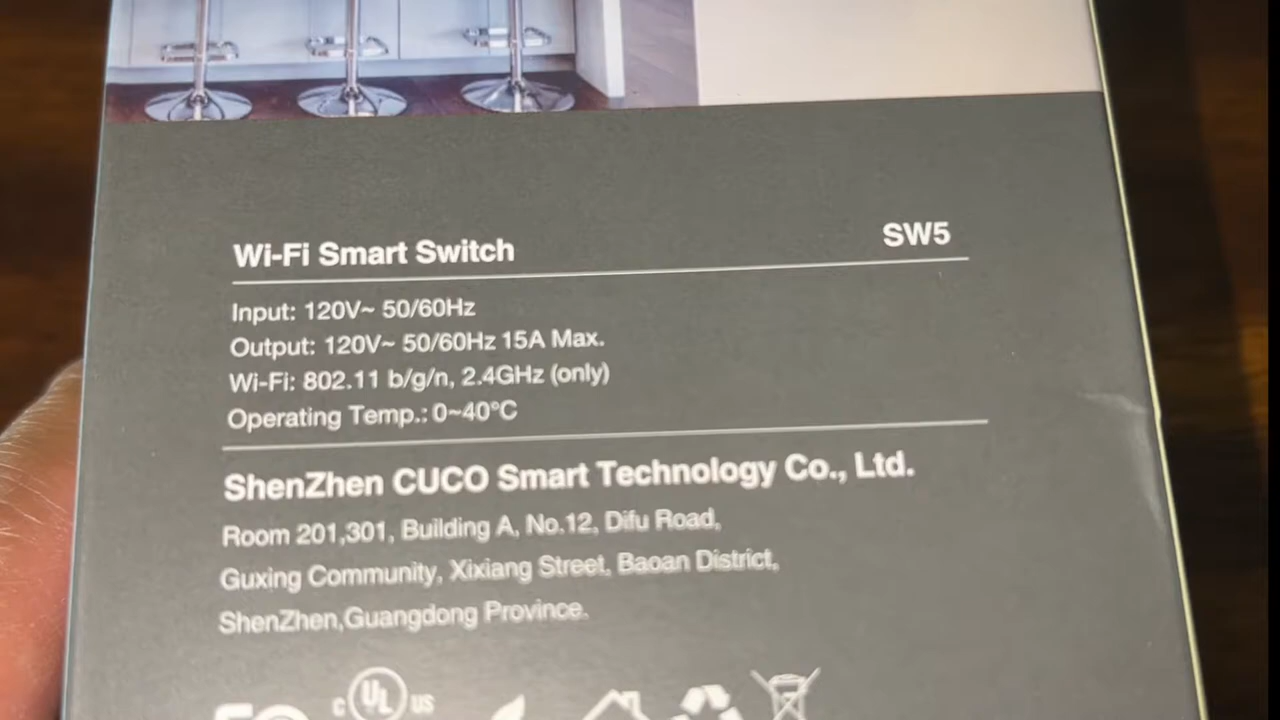 Wi-Fi Smart Switch SW5
Input: 120V~ 50/60Hz
Output: 120V~ 50/60Hz 15A Max.
Wi-Fi: 802.11 b/g/n, 2.4GHz (only)
Operating Temp.: 0~40°C
ShenZhen CUCO Smart Technology Co., Ltd.
Room 201,301, Building A, No.12, Difu Road,
Guxing Community, Xixiang Street, Baoan District,
ShenZhen,Guangdong Province.
c UL US